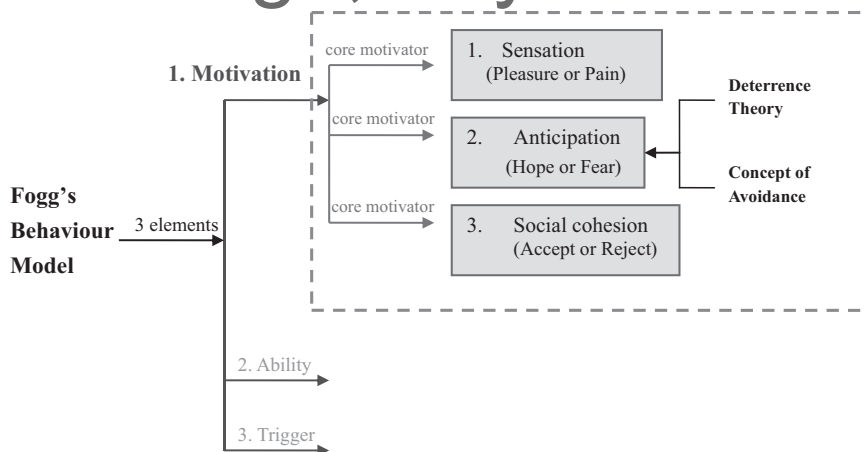 Fogg's
Behaviour
Model
3 elements
1. Motivation
core motivator
1. Sensation
(Pleasure or Pain)
core motivator
2. Anticipation
(Hope or Fear)
Deterrence
Theory
Concept of
Avoidance
core motivator
3. Social cohesion
(Accept or Reject)
2. Ability
3. Trigger